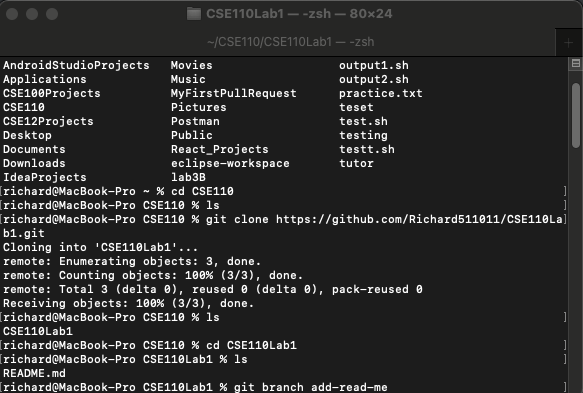 CSE110Lab1 — -zsh — 80×24
~/CSE110/CSE110Lab1 — -zsh
AndroidStudioProjects Movies output1.sh
Applications Music output2.sh
CSE100Projects MyFirstPullRequest practice.txt
CSE110 Pictures teset
CSE12Projects Postman test.sh
Desktop Public testing
Documents React_Projects testt.sh
Downloads eclipse-workspace tutor
IdeaProjects lab3B
[richard@MacBook-Pro ~ % cd CSE110 ]
[richard@MacBook-Pro CSE110 % ls ]
[richard@MacBook-Pro CSE110 % git clone https://github.com/Richard511011/CSE110La]
b1.git
Cloning into 'CSE110Lab1'...
remote: Enumerating objects: 3, done.
remote: Counting objects: 100% (3/3), done.
remote: Total 3 (delta 0), reused 0 (delta 0), pack-reused 0
Receiving objects: 100% (3/3), done.
[richard@MacBook-Pro CSE110 % ls ]
CSE110Lab1
[richard@MacBook-Pro CSE110 % cd CSE110Lab1 ]
[richard@MacBook-Pro CSE110Lab1 % ls ]
README.md
[richard@MacBook-Pro CSE110Lab1 % git branch add-read-me ]